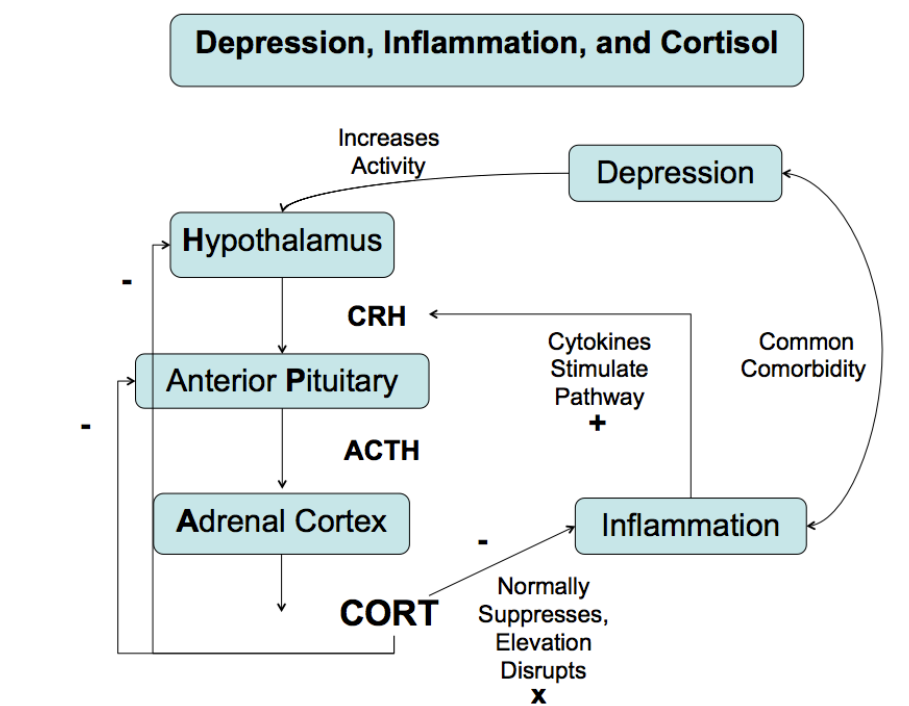 Depression, Inflammation, and Cortisol
Increases
Activity
Depression
Hypothalamus
-
CRH
Cytokines
Stimulate
Pathway
+
Common
Comorbidity
Anterior Pituitary
-
ACTH
Adrenal Cortex
Inflammation
-
CORT
Normally
Suppresses,
Elevation
Disrupts
x